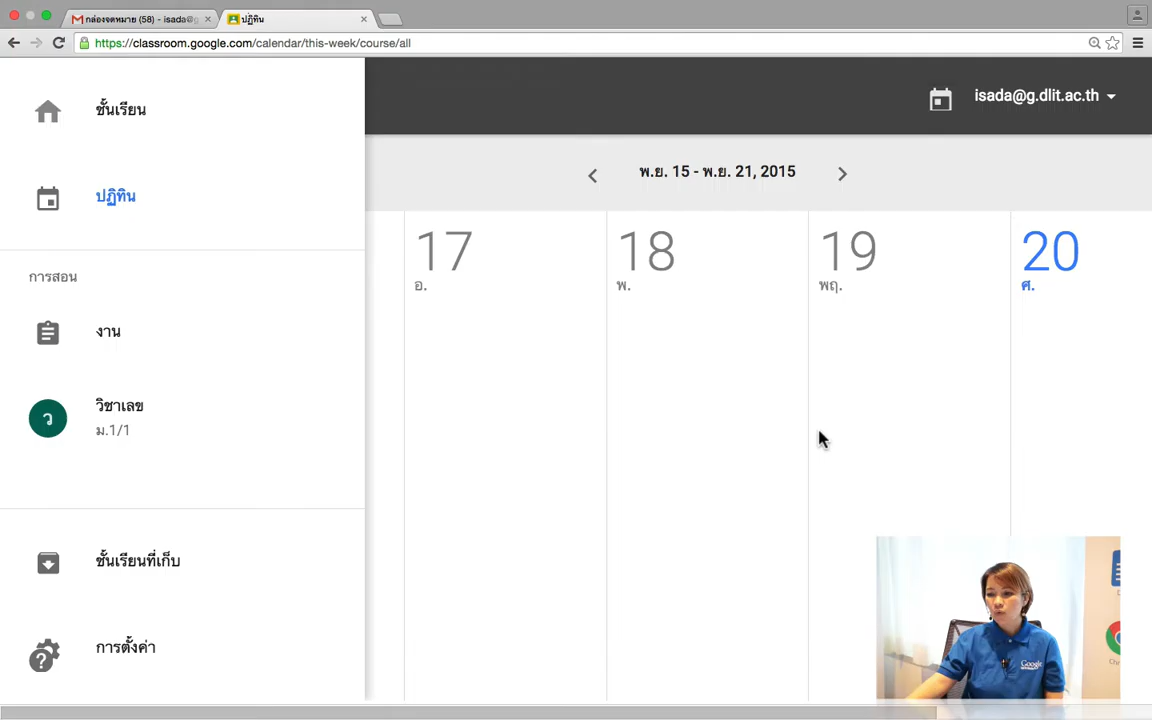 กล่องจดหมาย (58) - isada@g
ปฏิทิน
https://classroom.google.com/calendar/this-week/course/all
ชั้นเรียน
ปฏิทิน
การสอน
งาน
ว
วิชาเลข
ม.1/1
ชั้นเรียนที่เก็บ
การตั้งค่า
isada@g.dlit.ac.th
พ.ย. 15 - พ.ย. 21, 2015
17
อ.
18
พ.
19
พฤ.
20
ศ.
Google